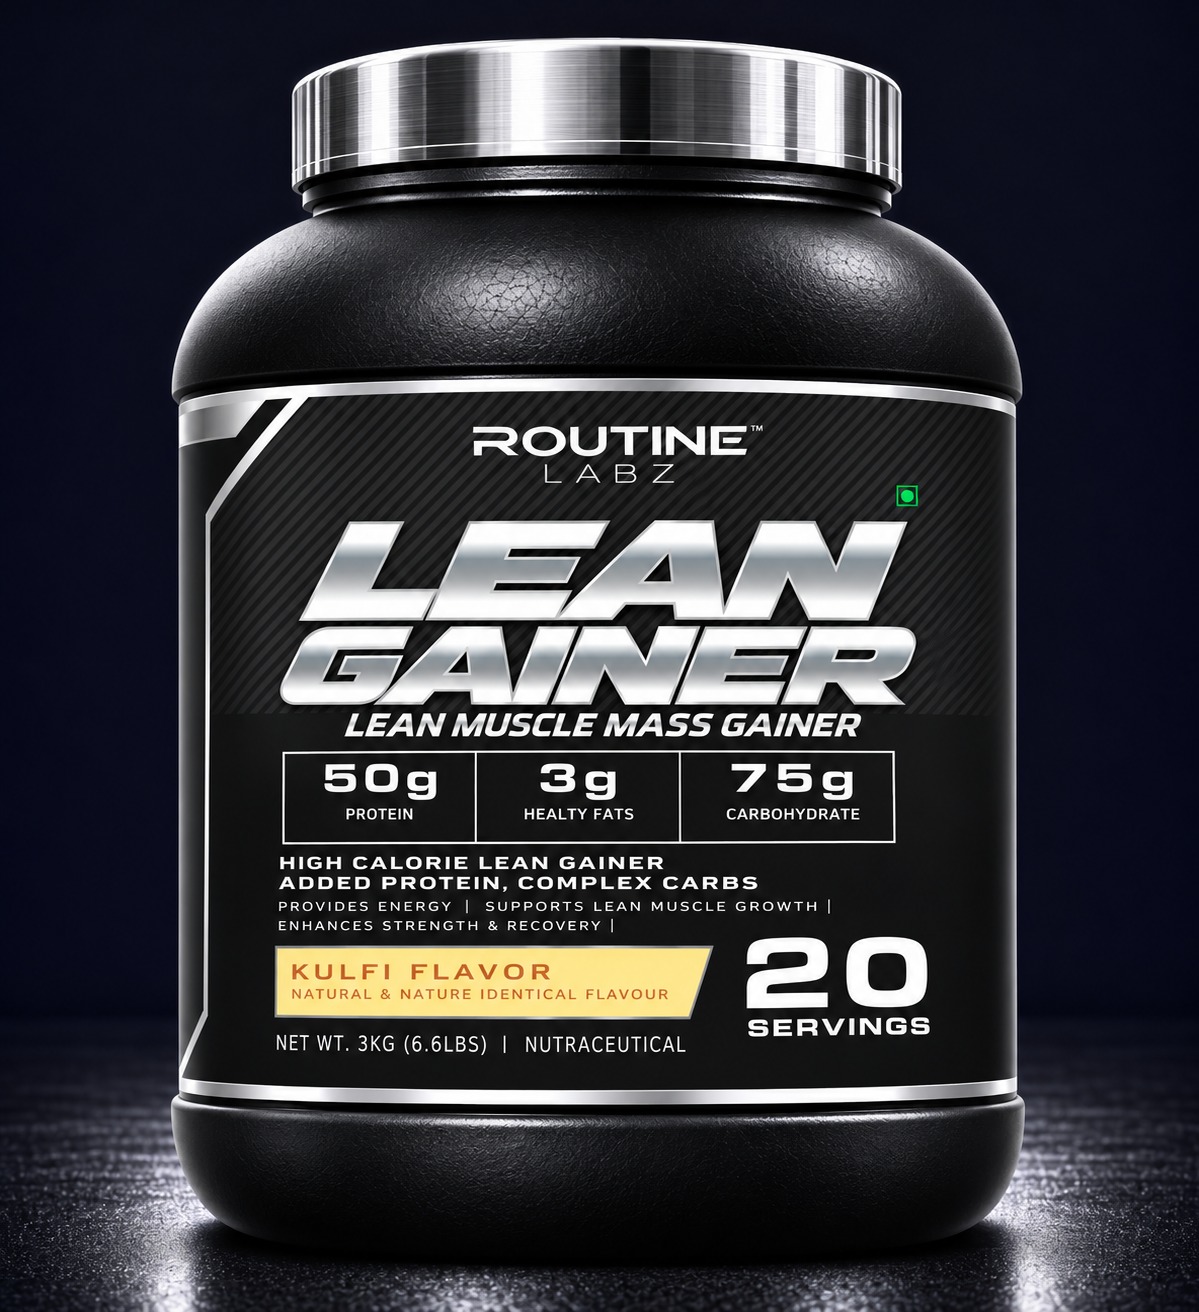 ROUTINE™
LABZ
LEAN
GAINER
LEAN MUSCLE MASS GAINER
50g
PROTEIN
3g
HEALTY FATS
75g
CARBOHYDRATE
HIGH CALORIE LEAN GAINER
ADDED PROTEIN, COMPLEX CARBS
PROVIDES ENERGY | SUPPORTS LEAN MUSCLE GROWTH |
ENHANCES STRENGTH & RECOVERY |
KULFI FLAVOR
NATURAL & NATURE IDENTICAL FLAVOUR
20
SERVINGS
NET WT. 3KG (6.6LBS) | NUTRACEUTICAL